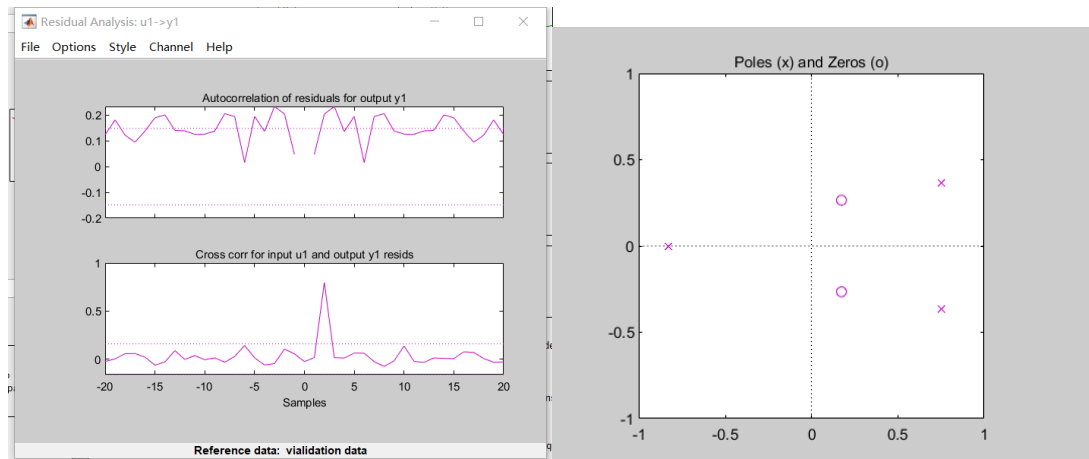 Residual Analysis: u1->y1
File Options Style Channel Help
Autocorrelation of residuals for output y1
0.2
0.1
0
-0.1
-0.2
Cross corr for input u1 and output y1 resids
1
0.5
0
-20 -15 -10 -5 0 5 10 15 20
Samples
Reference data: vialidation data
Poles (x) and Zeros (o)
1
0.5
0
-0.5
-1
-1 -0.5 0 0.5 1